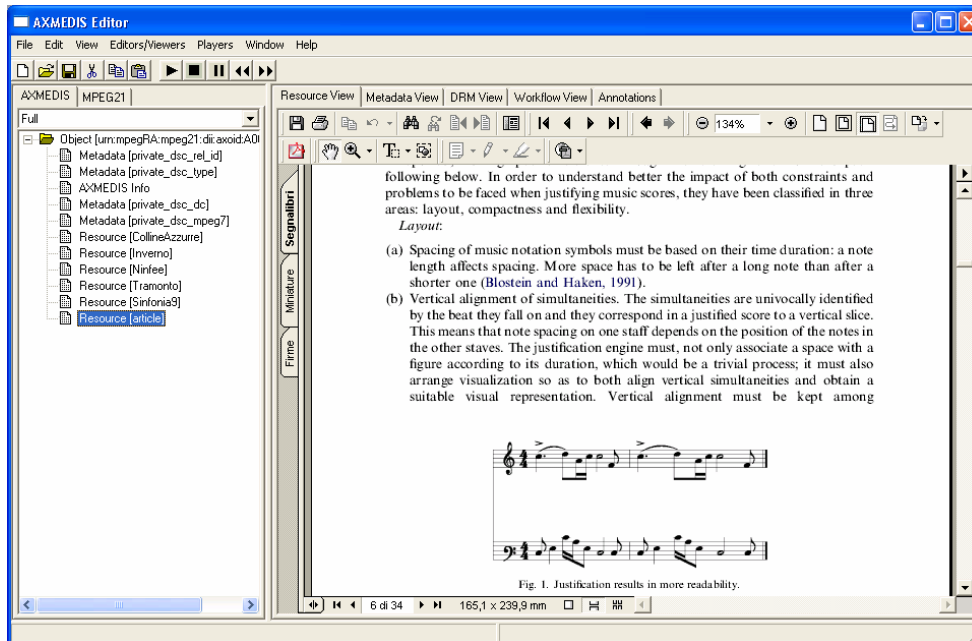 AXMEDIS Editor
File Edit View Editors/Viewers Players Window Help
AXMEDIS MPEG21
Full
Object [urn:mpegRA:mpeg21:dii:axoid:A0
Metadata [private_dsc_rel_id]
Metadata [private_dsc_type]
AXMEDIS Info
Metadata [private_dsc_dc]
Metadata [private_dsc_mpeg7]
Resource [CollineAzzurre]
Resource [Inverno]
Resource [Ninfee]
Resource [Tramonto]
Resource [Sinfonia9]
Resource [article]
Resource View Metadata View DRM View Workflow View Annotations
134%
Segnalibri
Miniature
Firme
following below. In order to understand better the impact of both constraints and
problems to be faced when justifying music scores, they have been classified in three
areas: layout, compactness and flexibility.
Layout:
(a) Spacing of music notation symbols must be based on their time duration: a note
length affects spacing. More space has to be left after a long note than after a
shorter one (Blostein and Haken, 1991).
(b) Vertical alignment of simultaneities. The simultaneities are univocally identified
by the beat they fall on and they correspond in a justified score to a vertical slice.
This means that note spacing on one staff depends on the position of the notes in
the other staves. The justification engine must, not only associate a space with a
figure according to its duration, which would be a trivial process; it must also
arrange visualization so as to both align vertical simultaneities and obtain a
suitable visual representation. Vertical alignment must be kept among
Fig. 1. Justification results in more readability.
6 di 34 165,1 x 239,9 mm